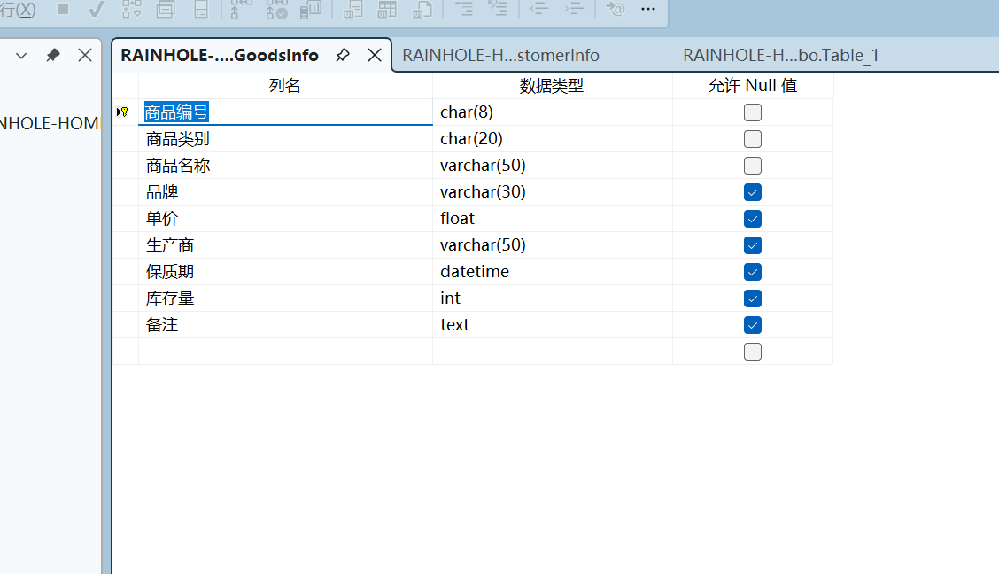 行(X)
RAINHOLE-....GoodsInfo
RAINHOLE-H...stomerInfo
RAINHOLE-H...bo.Table_1
NHOLE-HOM
列名 数据类型 允许 Null 值
商品编号 char(8)
商品类别 char(20)
商品名称 varchar(50)
品牌 varchar(30)
单价 float
生产商 varchar(50)
保质期 datetime
库存量 int
备注 text